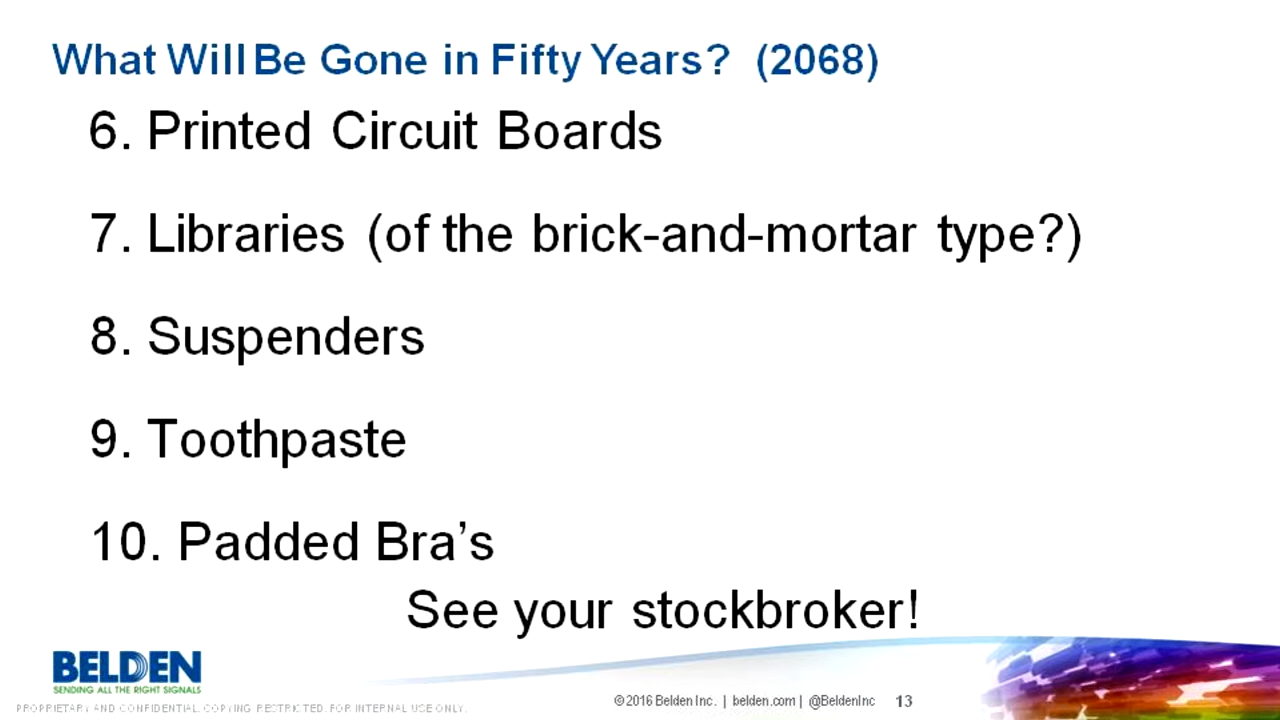 What Will Be Gone in Fifty Years? (2068)
6. Printed Circuit Boards
7. Libraries (of the brick-and-mortar type?)
8. Suspenders
9. Toothpaste
10. Padded Bra’s
See your stockbroker!
BELDEN
SENDING ALL THE RIGHT SIGNALS
©2016 Belden Inc. | belden.com | @BeldenInc 13
PROPRIETARY AND CONFIDENTIAL. COPYING RESTRICTED. FOR INTERNAL USE ONLY.